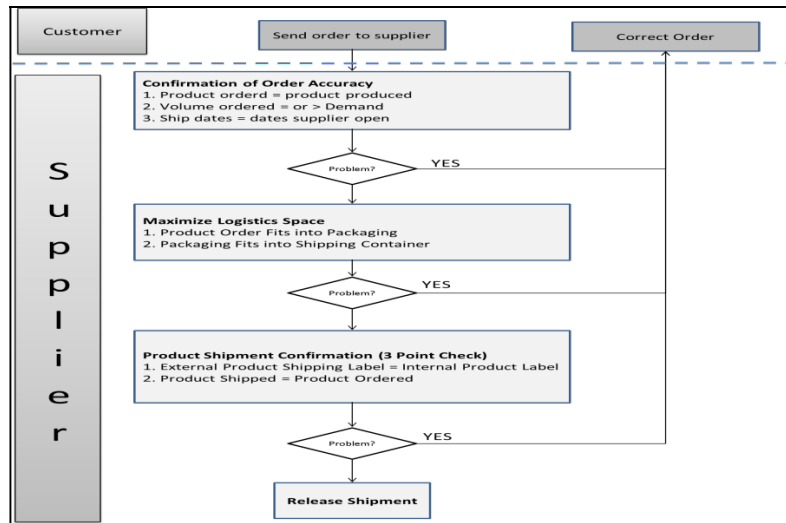 Customer
Send order to supplier
Correct Order
Supplier
Confirmation of Order Accuracy
1. Product orderd = product produced
2. Volume ordered = or > Demand
3. Ship dates = dates supplier open
Problem?
YES
Maximize Logistics Space
1. Product Order Fits into Packaging
2. Packaging Fits into Shipping Container
Problem?
YES
Product Shipment Confirmation (3 Point Check)
1. External Product Shipping Label = Internal Product Label
2. Product Shipped = Product Ordered
Problem?
YES
Release Shipment